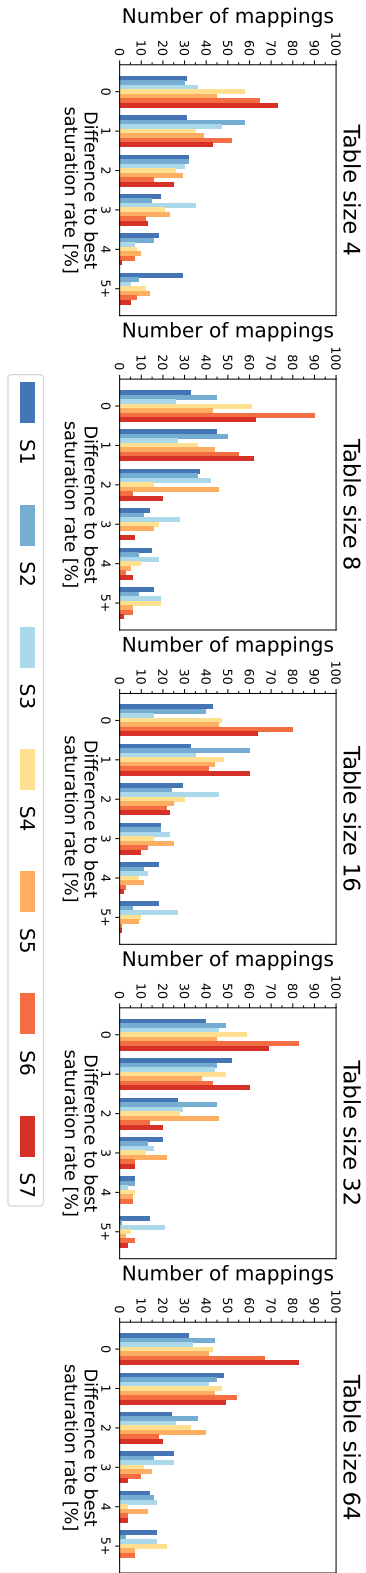 Table size 4
Number of mappings
100
90
80
70
60
50
40
30
20
10
0
0 1 2 3 4 5+
Difference to best
saturation rate [%]
Table size 8
Number of mappings
100
90
80
70
60
50
40
30
20
10
0
0 1 2 3 4 5+
Difference to best
saturation rate [%]
Table size 16
Number of mappings
100
90
80
70
60
50
40
30
20
10
0
0 1 2 3 4 5+
Difference to best
saturation rate [%]
Table size 32
Number of mappings
100
90
80
70
60
50
40
30
20
10
0
0 1 2 3 4 5+
Difference to best
saturation rate [%]
Table size 64
Number of mappings
100
90
80
70
60
50
40
30
20
10
0
0 1 2 3 4 5+
Difference to best
saturation rate [%]
S1 S2 S3 S4 S5 S6 S7